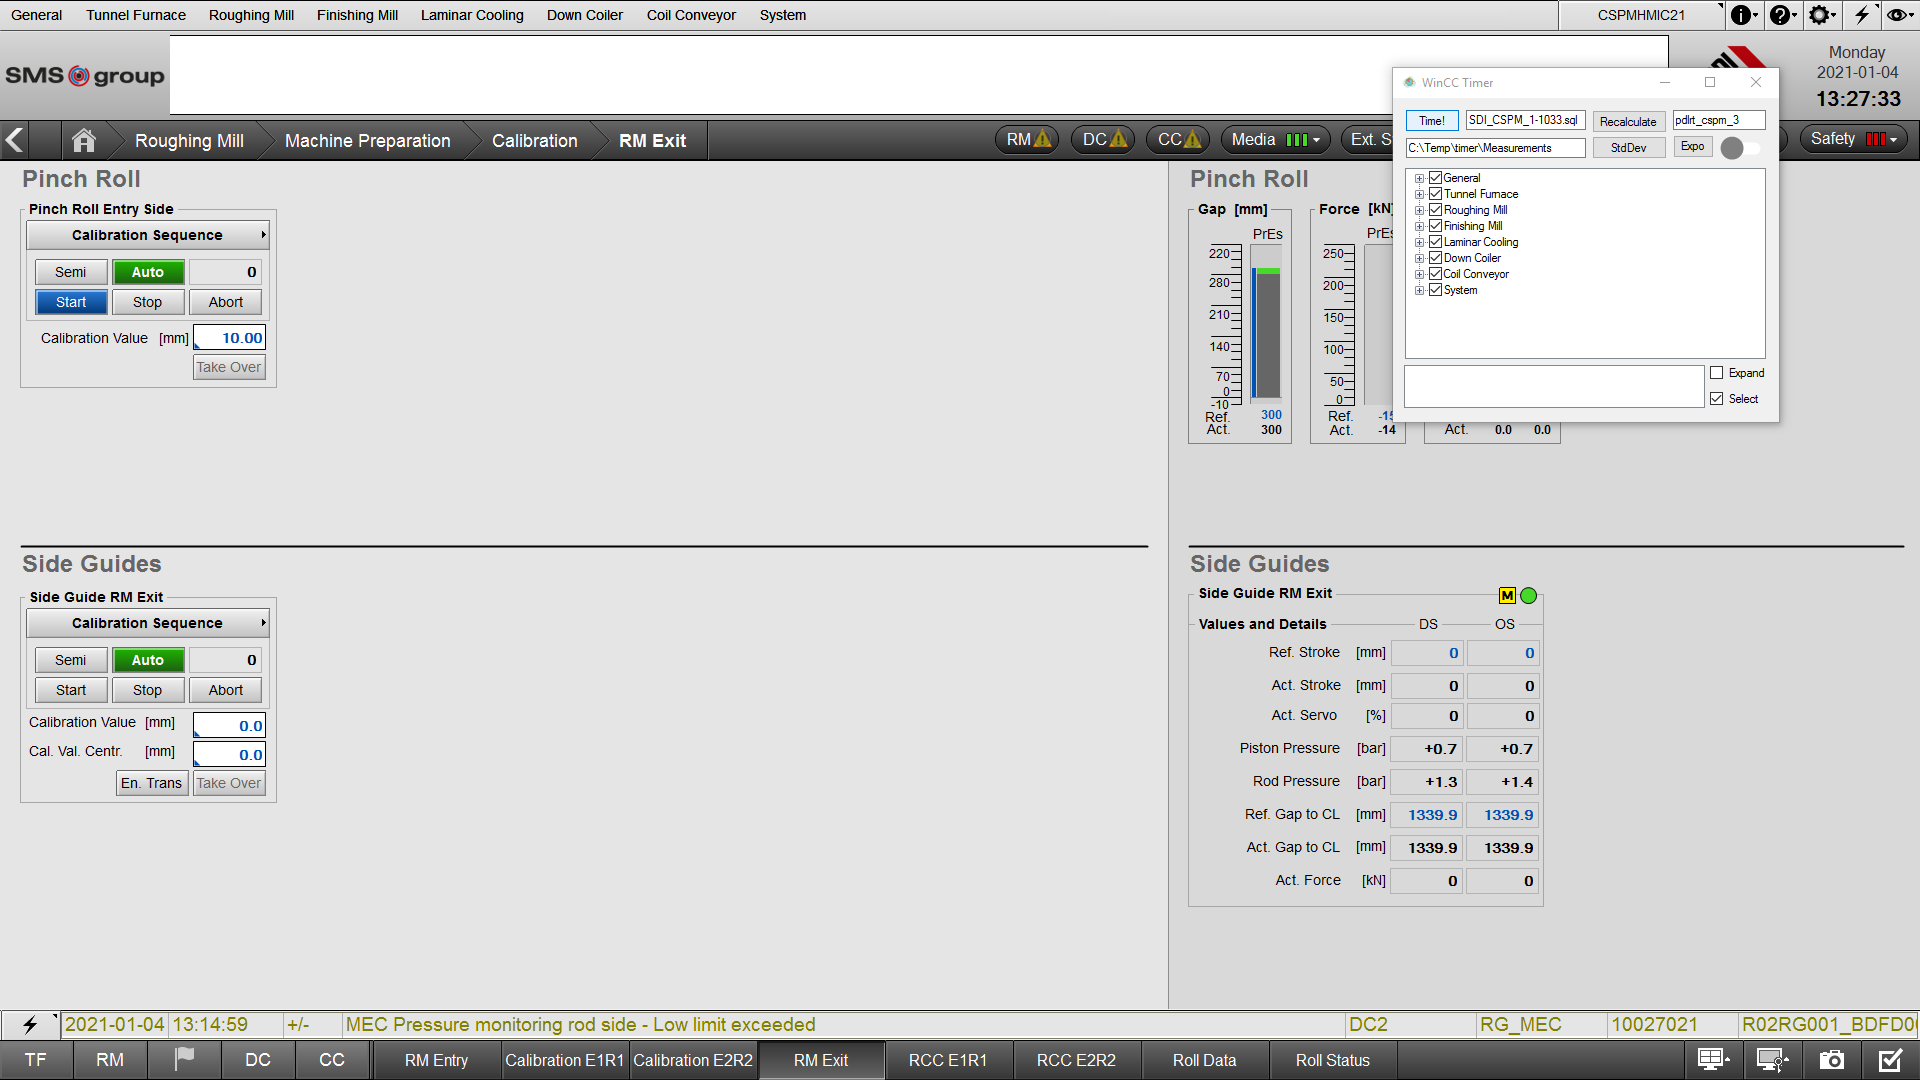 General Tunnel Furnace Roughing Mill Finishing Mill Laminar Cooling Down Coiler Coil Conveyor System CSPMHMIC21
SMS group
Monday
2021-01-04
13:27:33
Roughing Mill Machine Preparation Calibration RM Exit RM DC CC Media Ext. S Safety
WinCC Timer
Time! SDI_CSPM_1-1033.sql Recalculate pdlrt_cspm_3
C:\Temp\timer\Measurements StdDev Expo
General
Tunnel Furnace
Roughing Mill
Finishing Mill
Laminar Cooling
Down Coiler
Coil Conveyor
System
Expand
Select
Pinch Roll
Pinch Roll Entry Side
Calibration Sequence
Semi Auto 0
Start Stop Abort
Calibration Value [mm] 10.00
Take Over
Pinch Roll
Gap [mm] Force [kN]
PrEs PrEs
220 250
280 200
210 150
140 100
70 50
0 0
-10
Ref. 300 Ref. -15
Act. 300 Act. -14 Act. 0.0 0.0
Side Guides
Side Guide RM Exit
Calibration Sequence
Semi Auto 0
Start Stop Abort
Calibration Value [mm] 0.0
Cal. Val. Centr. [mm] 0.0
En. Trans Take Over
Side Guides
Side Guide RM Exit M
Values and Details DS OS
Ref. Stroke [mm] 0 0
Act. Stroke [mm] 0 0
Act. Servo [%] 0 0
Piston Pressure [bar] +0.7 +0.7
Rod Pressure [bar] +1.3 +1.4
Ref. Gap to CL [mm] 1339.9 1339.9
Act. Gap to CL [mm] 1339.9 1339.9
Act. Force [kN] 0 0
2021-01-04 13:14:59 +/- MEC Pressure monitoring rod side - Low limit exceeded DC2 RG_MEC 10027021 R02RG001_BDFD0
TF RM DC CC RM Entry Calibration E1R1 Calibration E2R2 RM Exit RCC E1R1 RCC E2R2 Roll Data Roll Status